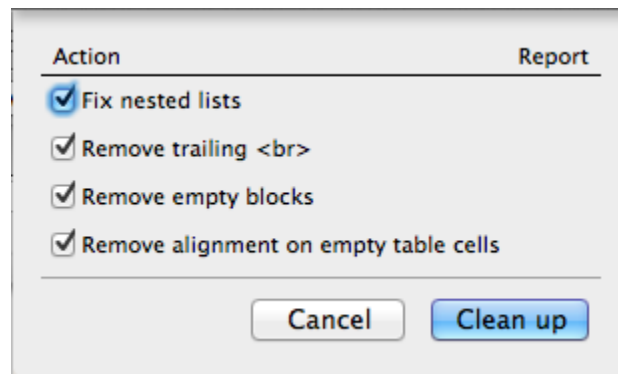 Action Report
Fix nested lists
Remove trailing <br>
Remove empty blocks
Remove alignment on empty table cells
Cancel Clean up